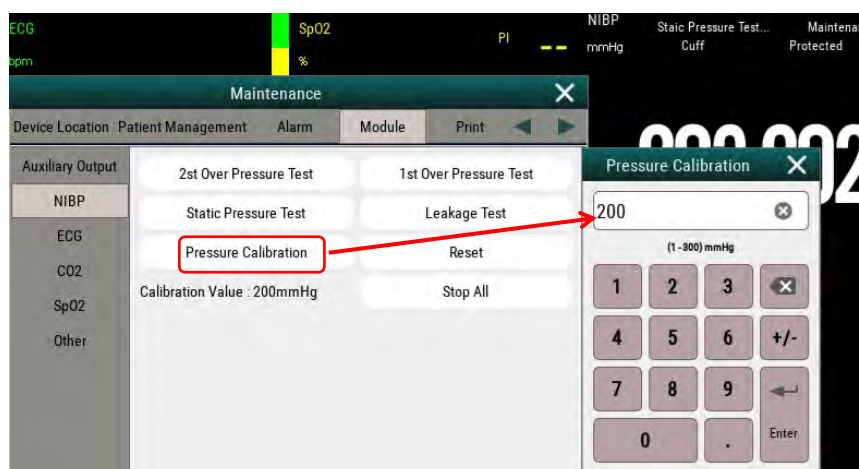 ECG
SpO2
PI
--
NIBP
Staic Pressure Test...
Maintena
bpm
%
mmHg
Cuff
Protected
Maintenance
Device Location Patient Management Alarm Module Print
Auxiliary Output
NIBP
ECG
CO2
SpO2
Other
2st Over Pressure Test
1st Over Pressure Test
Static Pressure Test
Leakage Test
Pressure Calibration
Reset
Calibration Value : 200mmHg
Stop All
Pressure Calibration
200
(1 - 300) mmHg
1 2 3
4 5 6 +/-
7 8 9
0 . Enter